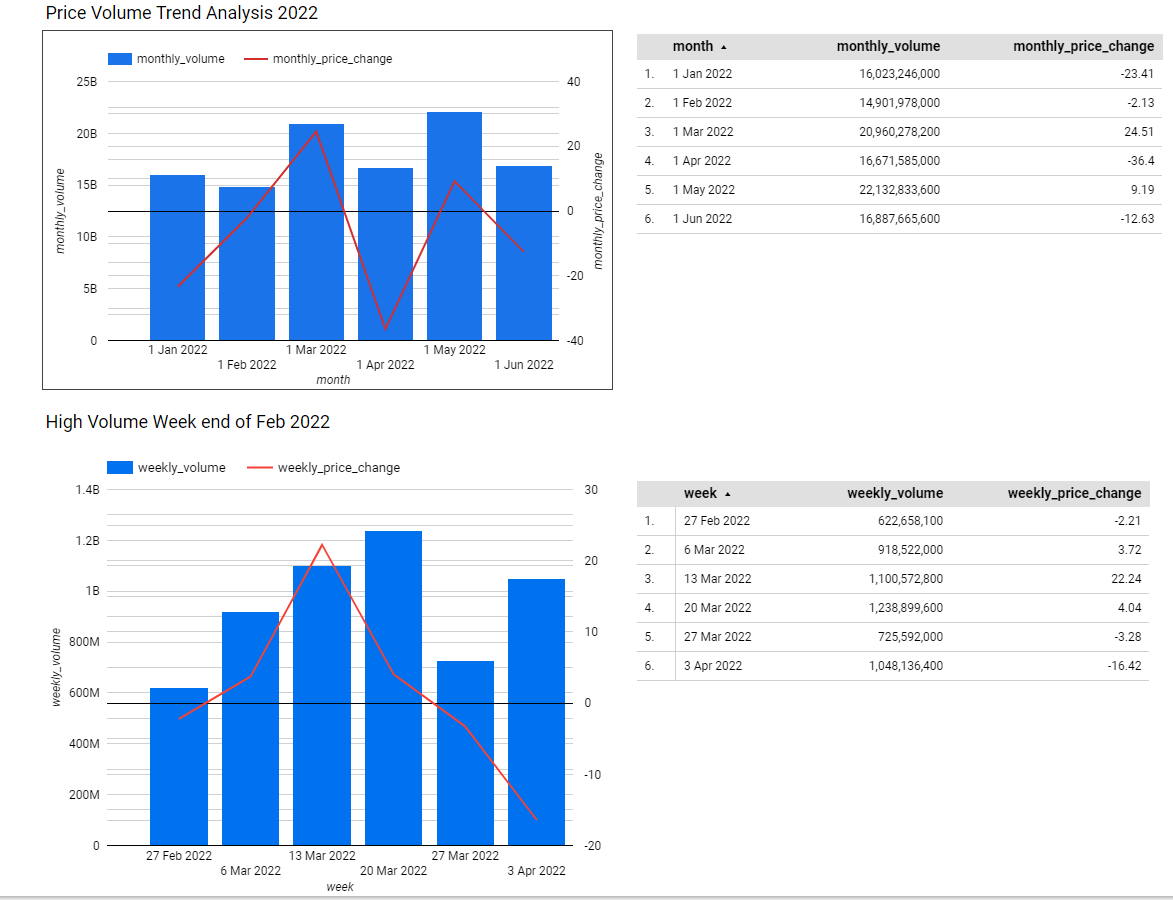 Price Volume Trend Analysis 2022
monthly_volume monthly_price_change
25B 40
20B 20
15B
0
10B
5B -20
0 -40
monthly_volume
monthly_price_change
1 Jan 2022 1 Mar 2022 1 May 2022
1 Feb 2022 1 Apr 2022 1 Jun 2022
month
month monthly_volume monthly_price_change
1. 1 Jan 2022 16,023,246,000 -23.41
2. 1 Feb 2022 14,901,978,000 -2.13
3. 1 Mar 2022 20,960,278,200 24.51
4. 1 Apr 2022 16,671,585,000 -36.4
5. 1 May 2022 22,132,833,600 9.19
6. 1 Jun 2022 16,887,665,600 -12.63
High Volume Week end of Feb 2022
weekly_volume weekly_price_change
1.4B 30
1.2B 20
1B
800M 10
600M 0
400M
200M -10
0 -20
weekly_volume
27 Feb 2022 13 Mar 2022 27 Mar 2022
6 Mar 2022 20 Mar 2022 3 Apr 2022
week
week weekly_volume weekly_price_change
1. 27 Feb 2022 622,658,100 -2.21
2. 6 Mar 2022 918,522,000 3.72
3. 13 Mar 2022 1,100,572,800 22.24
4. 20 Mar 2022 1,238,899,600 4.04
5. 27 Mar 2022 725,592,000 -3.28
6. 3 Apr 2022 1,048,136,400 -16.42